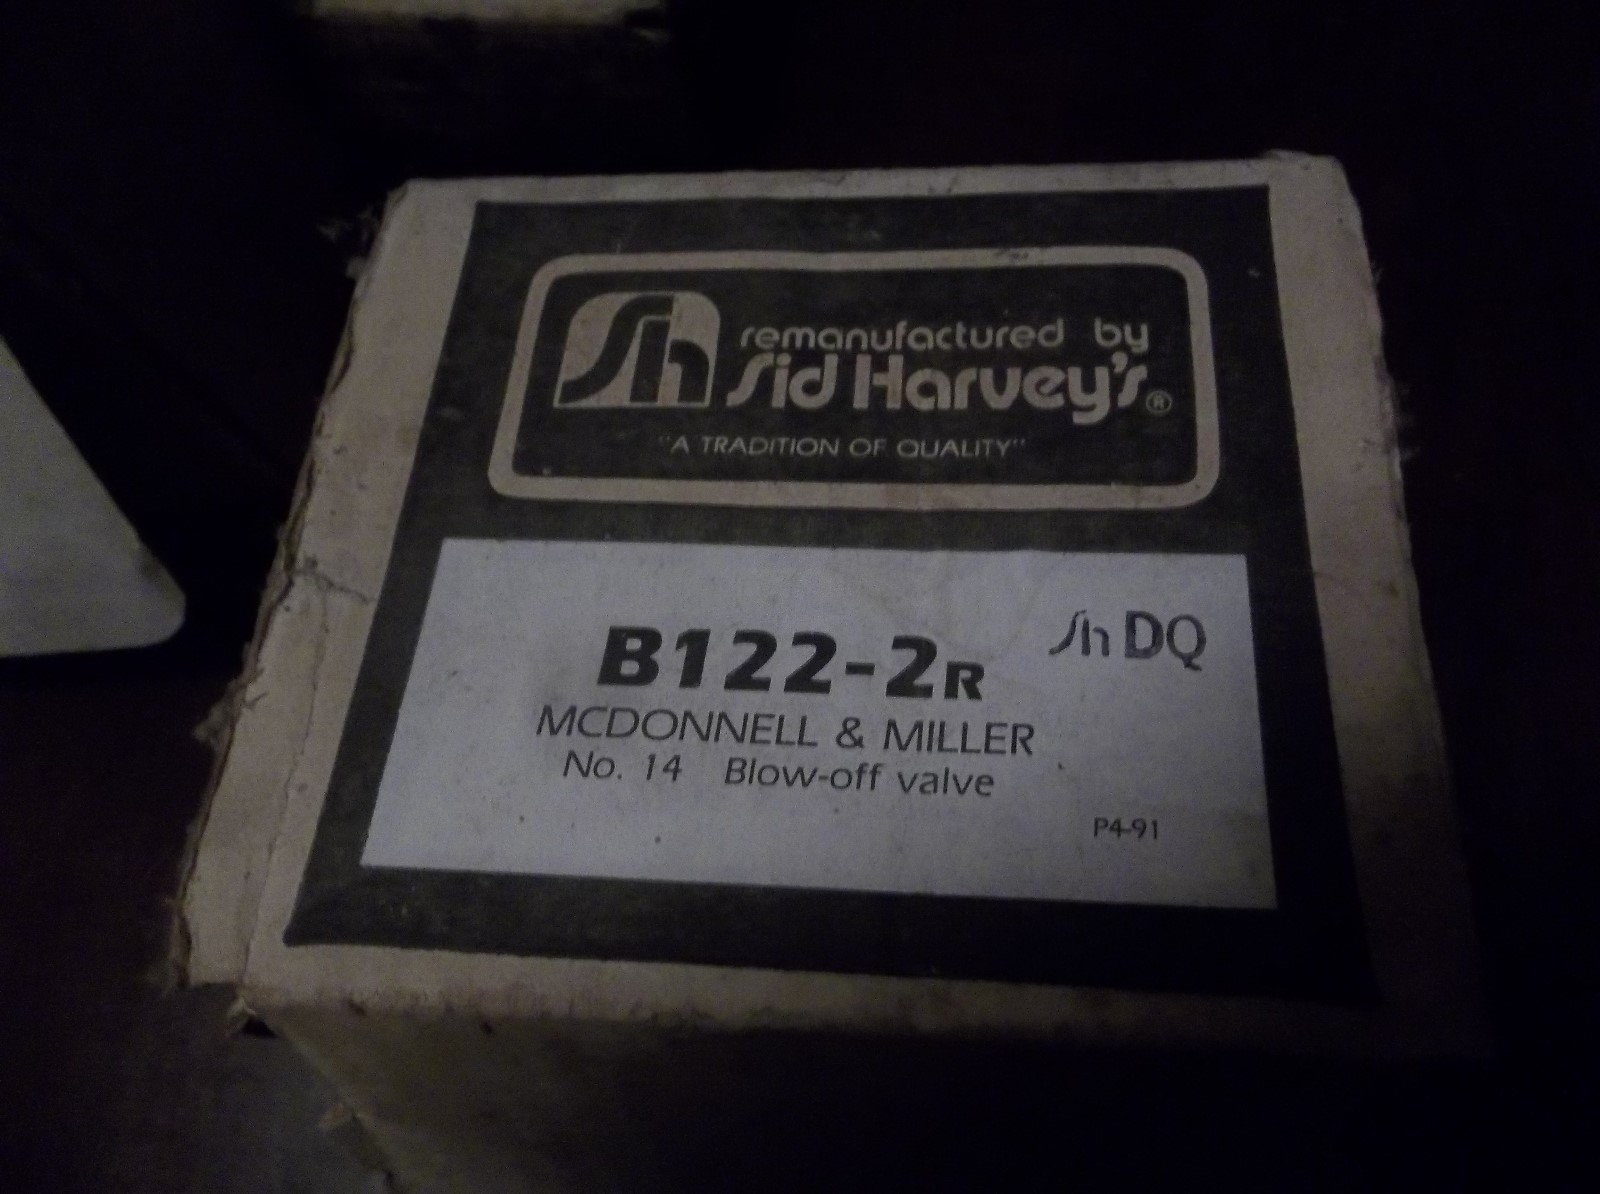 Sh
remanufactured by
Sid Harvey's®
"A TRADITION OF QUALITY"
Sh DQ
B122-2R
MCDONNELL & MILLER
No. 14 Blow-off valve
P4-91